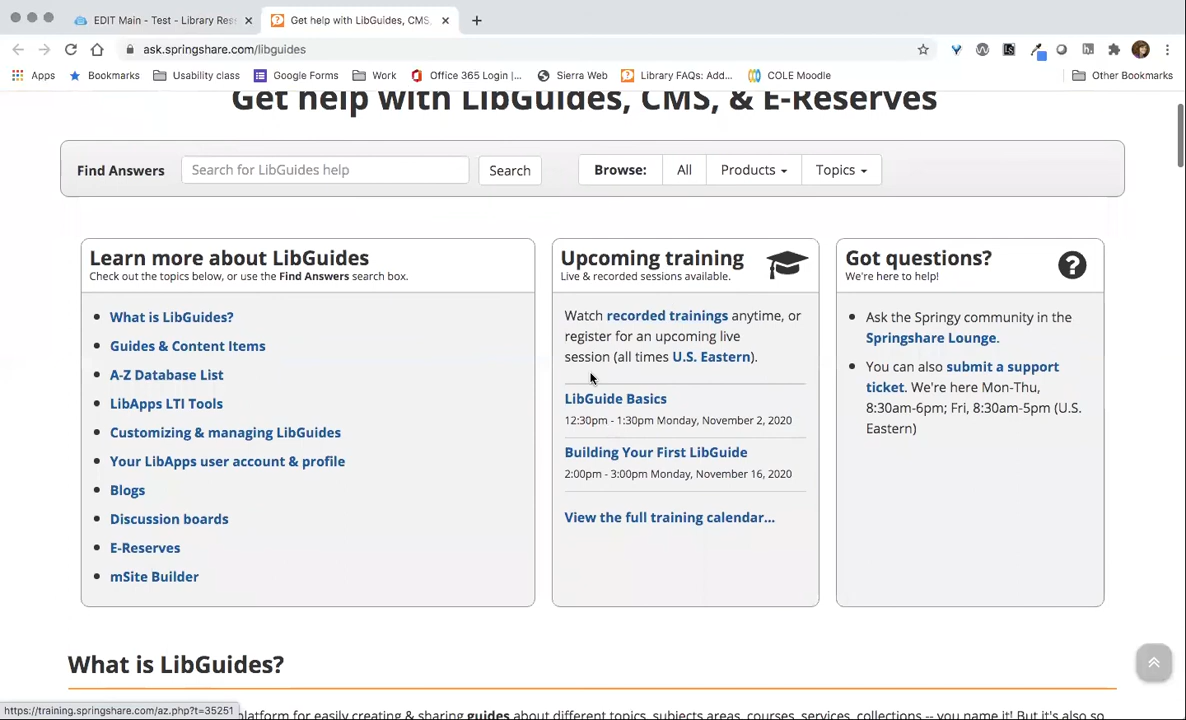 EDIT Main - Test - Library Res
Get help with LibGuides, CMS,
ask.springshare.com/libguides
Apps
Bookmarks
Usability class
Google Forms
Work
Office 365 Login |...
Sierra Web
Library FAQs: Add...
COLE Moodle
Other Bookmarks
Get help with LibGuides, CMS, & E-Reserves
Find Answers
Search for LibGuides help
Search
Browse:
All
Products
Topics
Learn more about LibGuides
Check out the topics below, or use the Find Answers search box.
What is LibGuides?
Guides & Content Items
A-Z Database List
LibApps LTI Tools
Customizing & managing LibGuides
Your LibApps user account & profile
Blogs
Discussion boards
E-Reserves
mSite Builder
Upcoming training
Live & recorded sessions available.
Watch recorded trainings anytime, or
register for an upcoming live
session (all times U.S. Eastern).
LibGuide Basics
12:30pm - 1:30pm Monday, November 2, 2020
Building Your First LibGuide
2:00pm - 3:00pm Monday, November 16, 2020
View the full training calendar...
Got questions?
We're here to help!
Ask the Springy community in the
Springshare Lounge.
You can also submit a support
ticket. We're here Mon-Thu,
8:30am-6pm; Fri, 8:30am-5pm (U.S.
Eastern)
What is LibGuides?
https://training.springshare.com/az.php?t=35251
platform for easily creating & sharing guides about different topics, subjects areas, courses, services, collections -- you name it! But it's also so